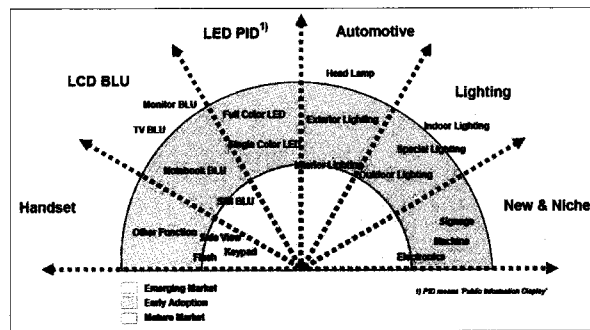 LED PID1)
Automotive
LCD BLU
Head Lamp
Lighting
Monitor BLU
Full Color LED
Exterior Lighting
Indoor Lighting
TV BLU
Single Color LED
Special Lighting
Notebook BLU
Interior Lighting
Outdoor Lighting
Handset
Still BLU
New & Niche
Other Function
Side View
Signage
Keypad
Machine
Flash
Electronics
Emerging Market
Early Adoption
Mature Market
1) PID means 'Public Information Display'